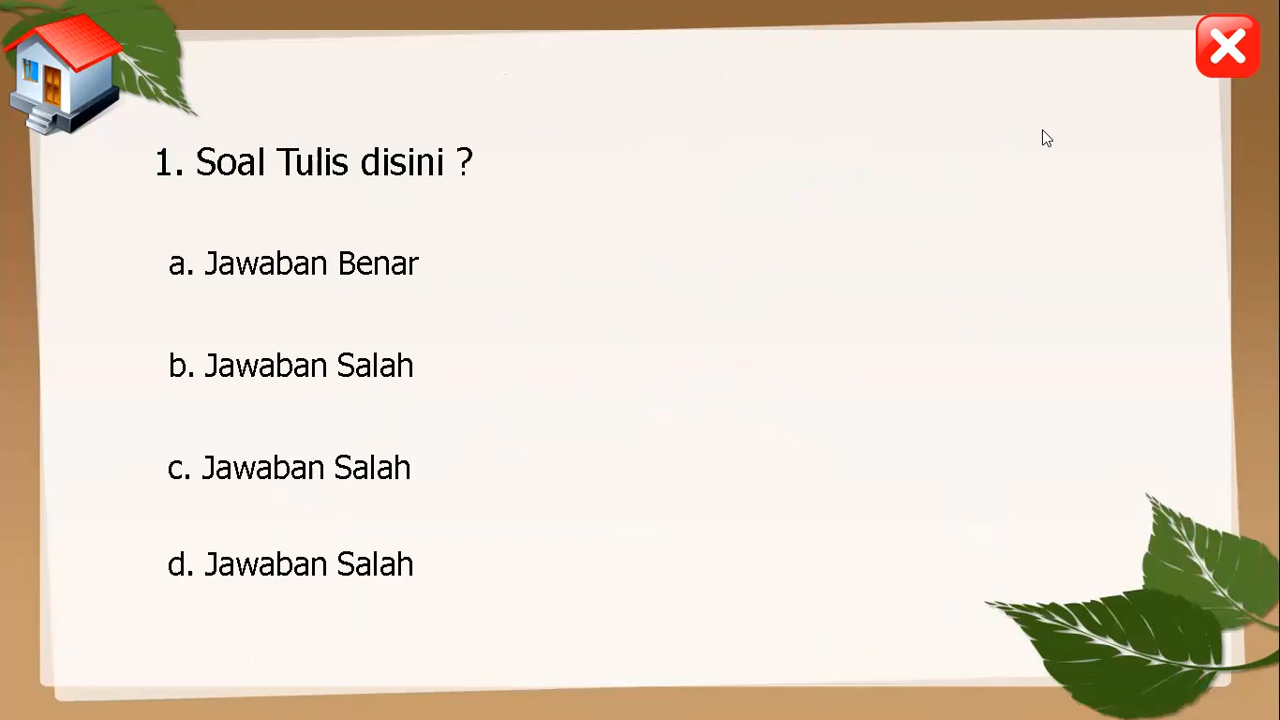 1. Soal Tulis disini ?
a. Jawaban Benar
b. Jawaban Salah
c. Jawaban Salah
d. Jawaban Salah